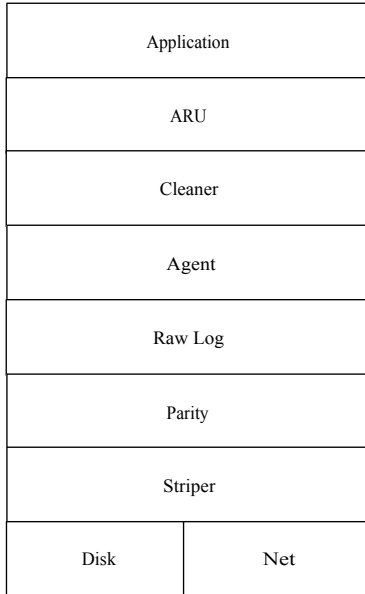 Application
ARU
Cleaner
Agent
Raw Log
Parity
Striper
Disk Net